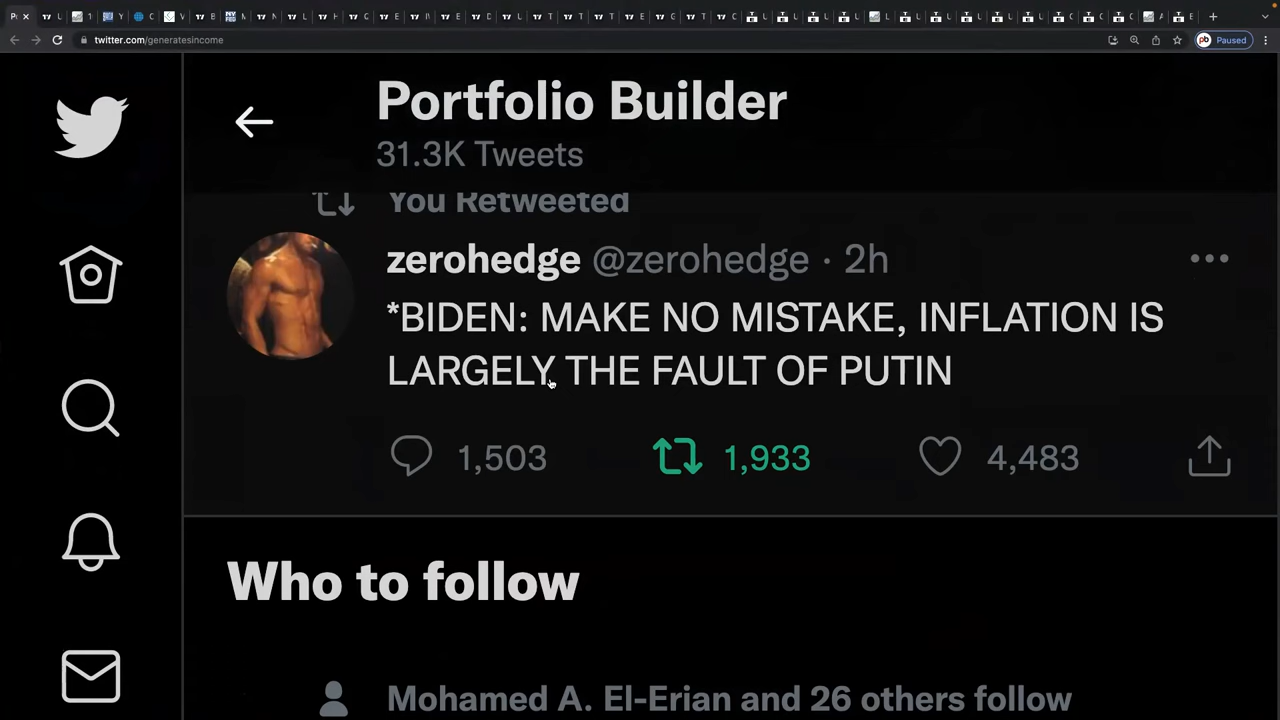 twitter.com/generatesincome
Paused
Portfolio Builder
31.3K Tweets
You Retweeted
zerohedge @zerohedge · 2h
*BIDEN: MAKE NO MISTAKE, INFLATION IS
LARGELY THE FAULT OF PUTIN
1,503 1,933 4,483
Who to follow
Mohamed A. El-Erian and 26 others follow